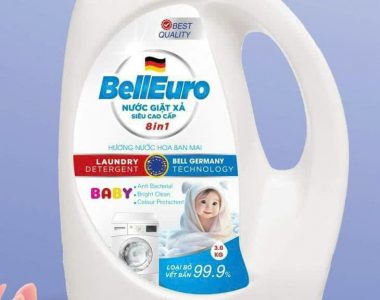 BEST
QUALITY
BellEuro
NƯỚC GIẶT XẢ
SIÊU CAO CẤP
8in1
HƯƠNG NƯỚC HOA BAN MAI
LAUNDRY
DETERGENT
BELL GERMANY
TECHNOLOGY
BABY
Anti Bacterial
Bright Clean
Colour Protectent
3.0
KG
LOẠI BỎ
VẾT BẨN 99.9%